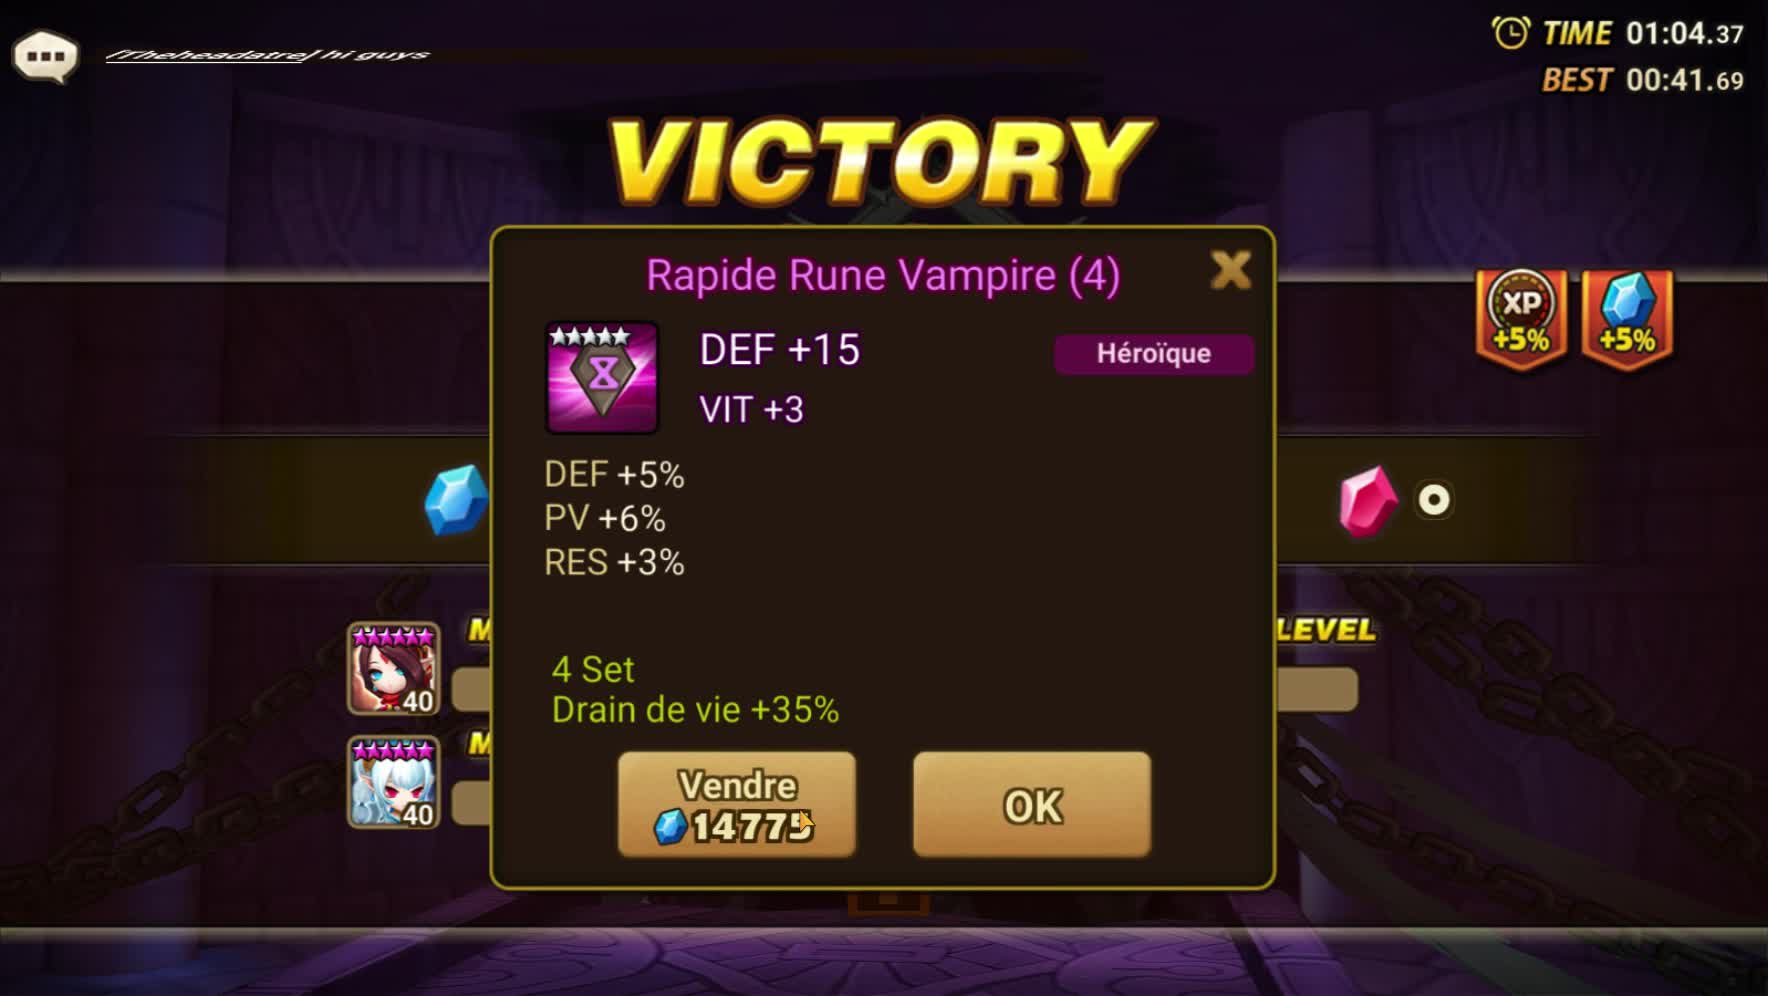 [Theheadatre] hi guys
TIME 01:04.37
BEST 00:41.69
VICTORY
Rapide Rune Vampire (4)
DEF +15
Héroïque
VIT +3
XP
+5%
+5%
DEF +5%
PV +6%
RES +3%
LEVEL
40
4 Set
Drain de vie +35%
40
Vendre
14775
OK